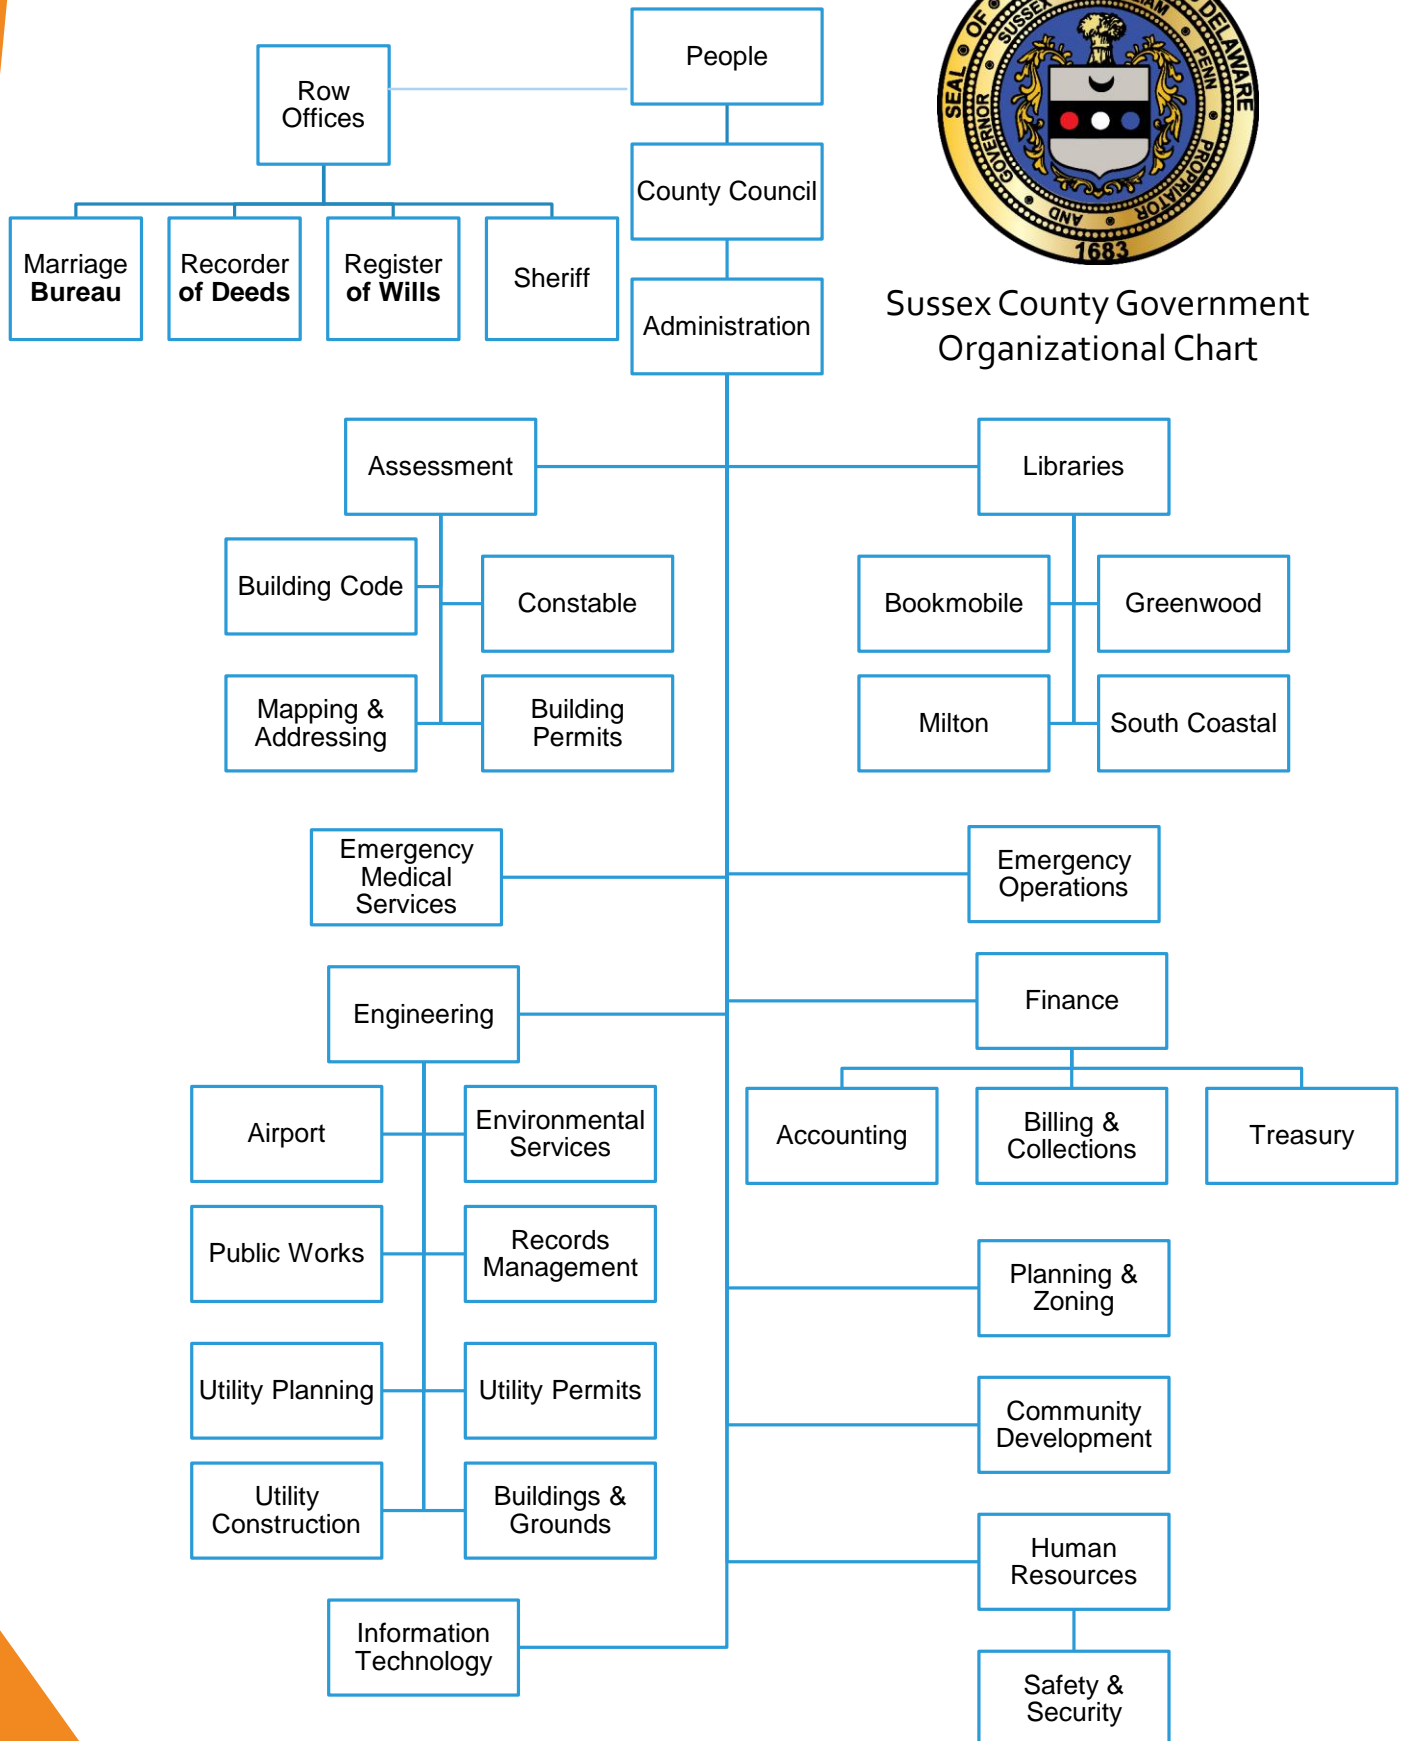 SEAL OF
DELAWARE
GOVERNOR
SUSSEX
PENN
PROPRIATOR
AND
1683
Sussex County Government
Organizational Chart
People
Row
Offices
County Council
Marriage
Bureau
Recorder
of Deeds
Register
of Wills
Sheriff
Administration
Assessment
Libraries
Building Code
Constable
Bookmobile
Greenwood
Mapping &
Addressing
Building
Permits
Milton
South Coastal
Emergency
Medical
Services
Emergency
Operations
Engineering
Finance
Airport
Environmental
Services
Accounting
Billing &
Collections
Treasury
Public Works
Records
Management
Planning &
Zoning
Utility Planning
Utility Permits
Community
Development
Utility
Construction
Buildings &
Grounds
Human
Resources
Information
Technology
Safety &
Security